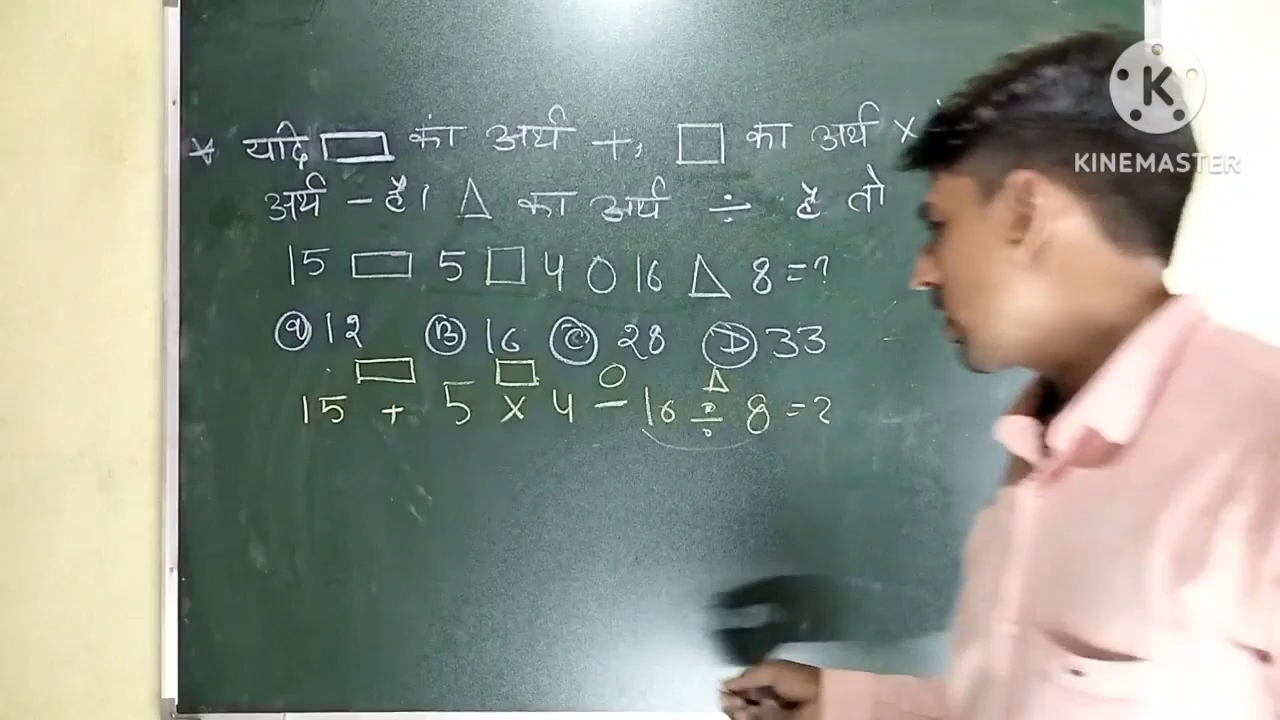 * यदि ▭ का अर्थ +, □ का अर्थ ×
अर्थ - है। △ का अर्थ ÷ है तो
15 ▭ 5 □ 4 ○ 16 △ 8 = ?
(a) 12 (B) 16 (C) 28 (D) 33
▭ □ ○ △
15 + 5 × 4 - 16 ÷ 8 = ?
K
KINEMASTER